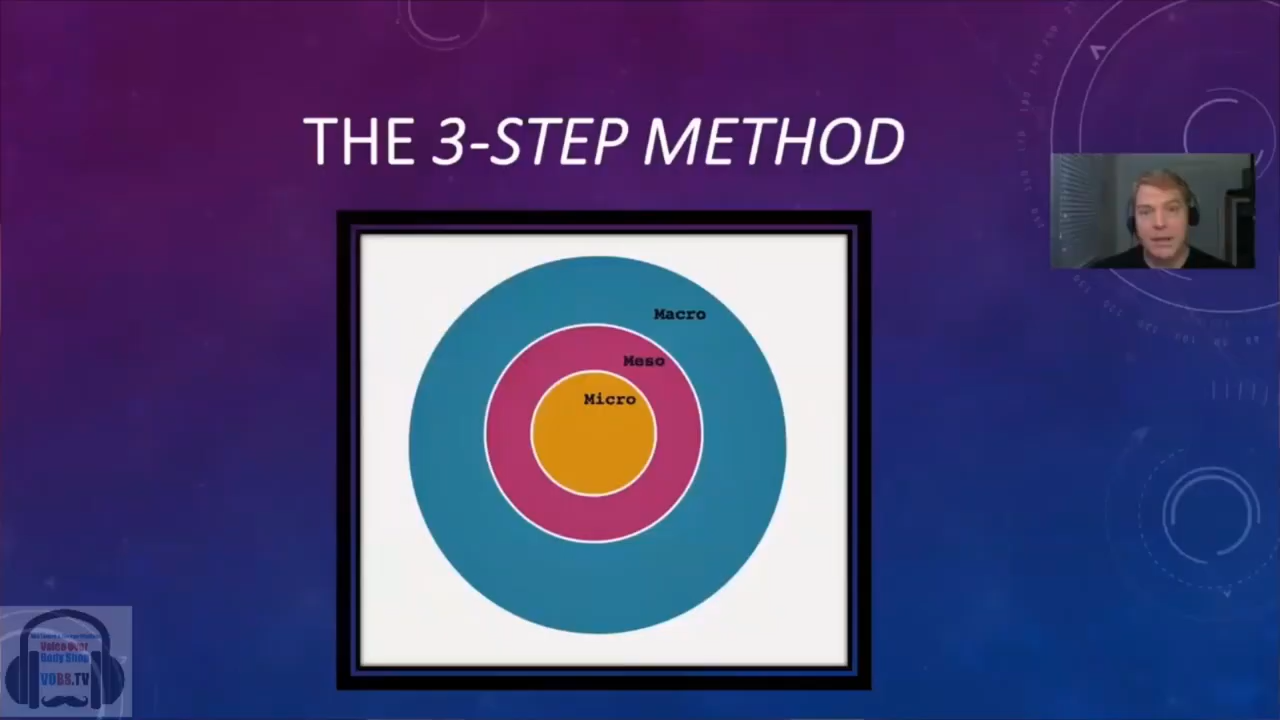 THE 3-STEP METHOD
Macro
Meso
Micro
Voice Over
Body Shop
VOBS.TV